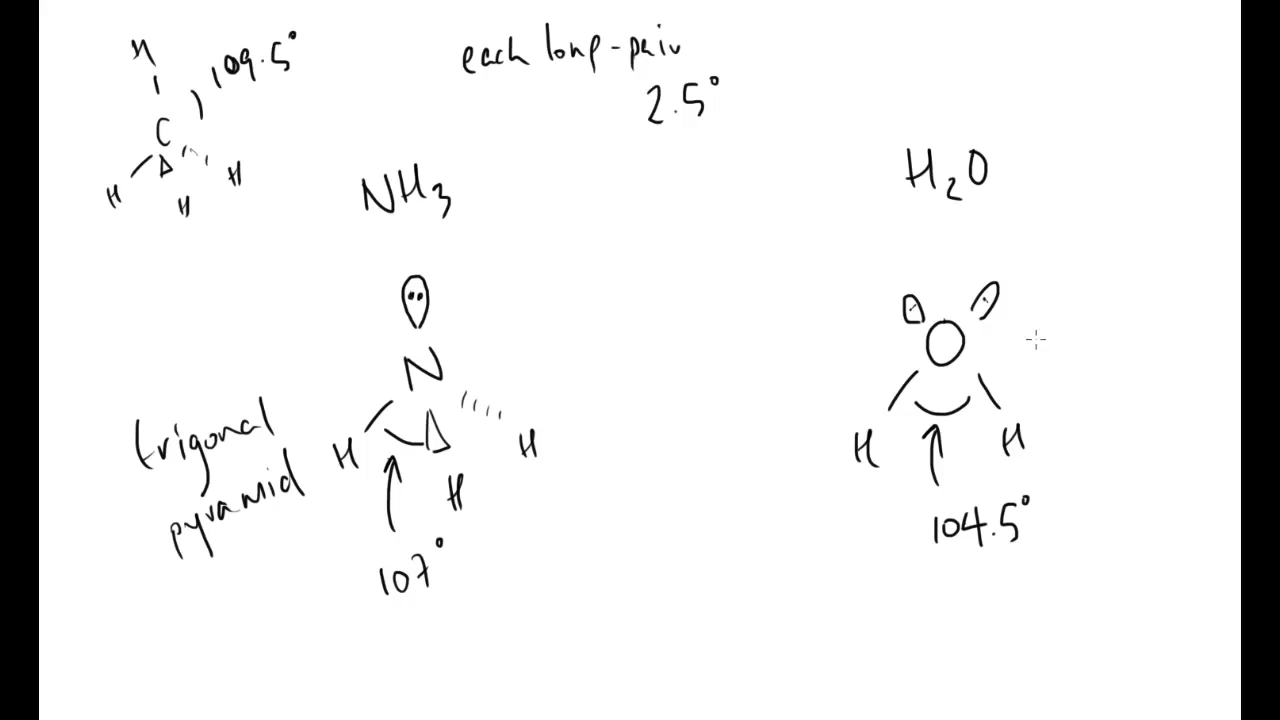 H
109.5°
C
H
H
H
each lone-pair
2.5°
NH₃
N
H
H
H
107°
trigonal
pyramid
H₂O
O
H
H
104.5°